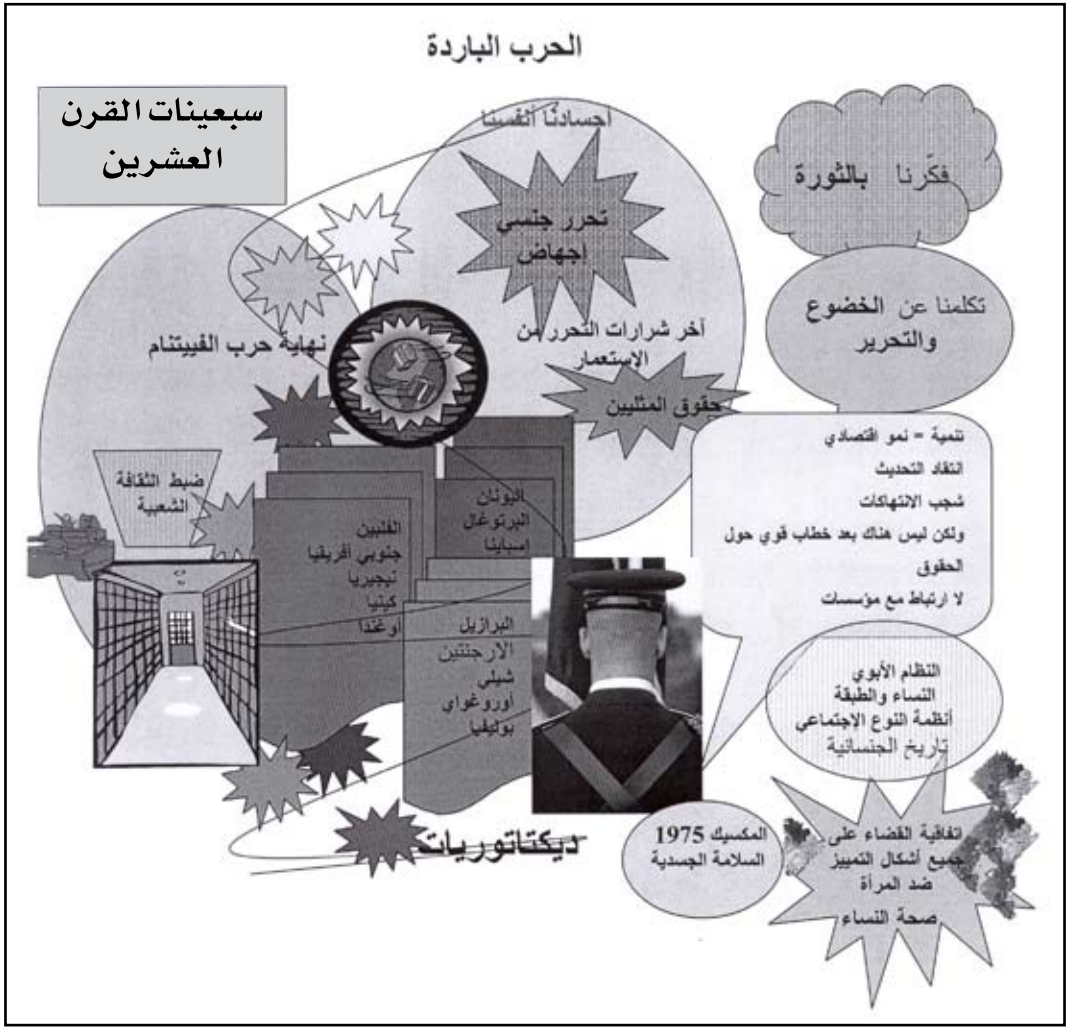 الحرب الباردة
سبعينات القرن
العشرين
أجسادنا أنفسنا
تحرر جنسي
إجهاض
فكّرنا بالثورة
تكلمنا عن الخضوع
والتحرير
نهاية حرب الفييتنام
آخر شرارات التحرر من
الإستعمار
حقوق المثليين
تنمية = نمو اقتصادي
انتقاد التحديث
شجب الانتهاكات
ولكن ليس هناك بعد خطاب قوي حول
الحقوق
لا ارتباط مع مؤسسات
ضبط الثقافة
الشعبية
اليونان
البرتوغال
إسباينا
الفلبين
جنوبي أفريقيا
نيجيريا
كينيا
أوغندا
البرازيل
الارجنتين
شيلي
أوروغواي
بوليفيا
النظام الأبوي
النساء والطبقة
أنظمة النوع الإجتماعي
تاريخ الجنسانية
ديكتاتوريات
المكسيك 1975
السلامة الجسدية
اتفاقية القضاء على
جميع أشكال التمييز
ضد المرأة
صحة النساء